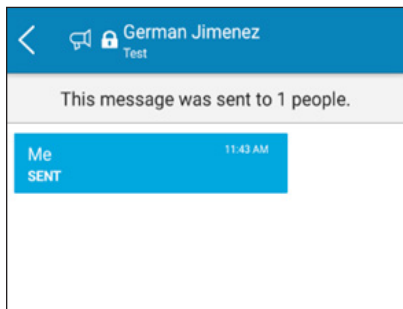 German Jimenez
Test
This message was sent to 1 people.
Me
11:43 AM
SENT